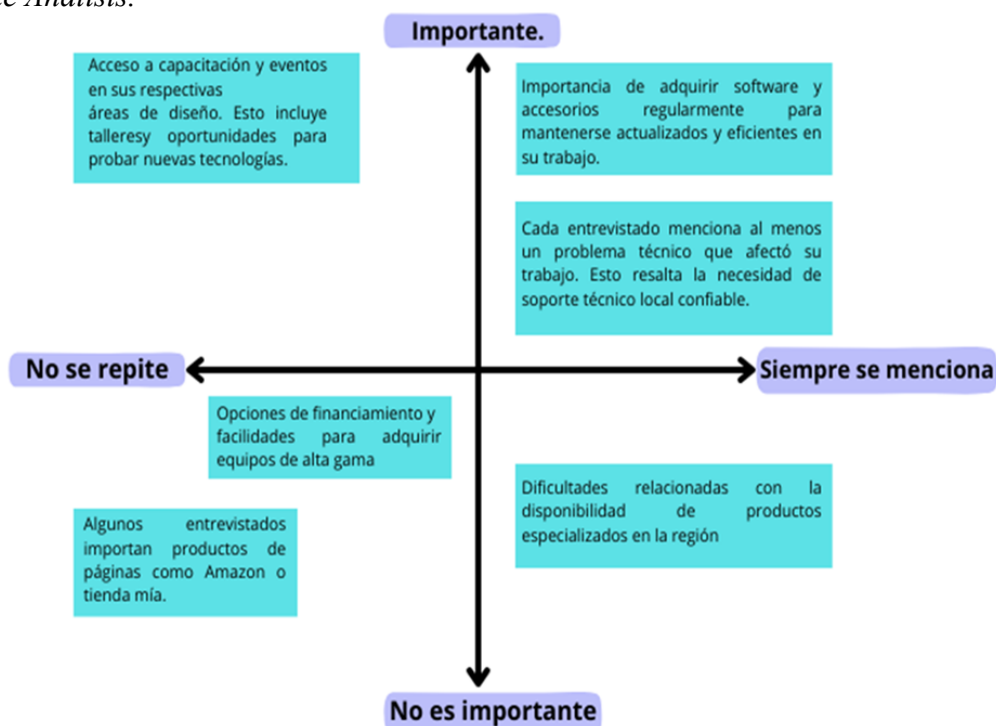 de Análisis.
Importante.
Acceso a capacitación y eventos
en sus respectivas
áreas de diseño. Esto incluye
talleresy oportunidades para
probar nuevas tecnologías.
Importancia de adquirir software y
accesorios regularmente para
mantenerse actualizados y eficientes en
su trabajo.
Cada entrevistado menciona al menos
un problema técnico que afectó su
trabajo. Esto resalta la necesidad de
soporte técnico local confiable.
No se repite
Siempre se menciona
Opciones de financiamiento y
facilidades para adquirir
equipos de alta gama
Dificultades relacionadas con la
disponibilidad de productos
especializados en la región
Algunos entrevistados
importan productos de
páginas como Amazon o
tienda mía.
No es importante